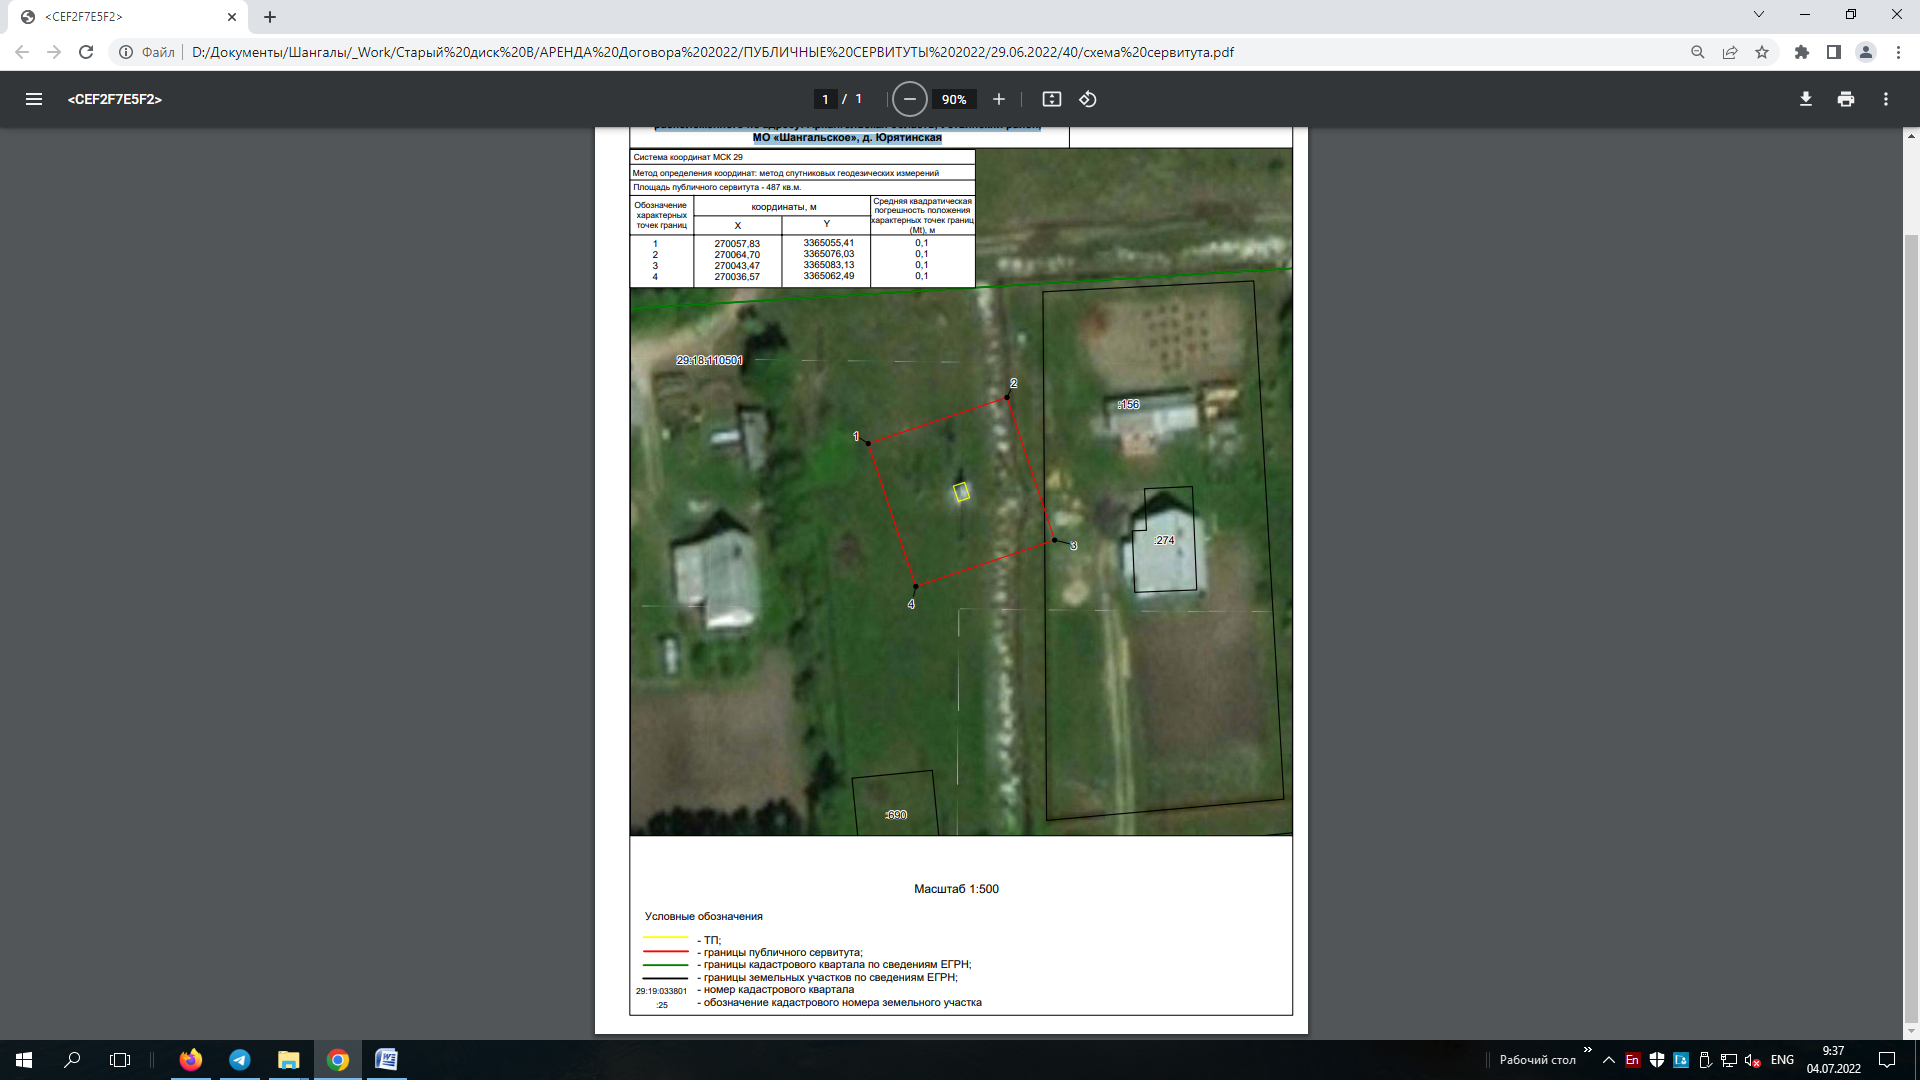 <CEF2F7E5F2>
Файл
D:/Документы/Шангалы/_Work/Старый%20диск%20В/АРЕНДА%20Договора%202022/ПУБЛИЧНЫЕ%20СЕРВИТУТЫ%202022/29.06.2022/40/схема%20сервитута.pdf
<CEF2F7E5F2>
1 / 1
90%
МО «Шангальское», д. Юрятинская
Система координат МСК 29
Метод определения координат: метод спутниковых геодезических измерений
Площадь публичного сервитута - 487 кв.м.
Обозначение характерных точек границ
координаты, м
X
Y
Средняя квадратическая погрешность положения характерных точек границ (Mt), м
1 270057,83 3365055,41 0,1
2 270064,70 3365076,03 0,1
3 270043,47 3365083,13 0,1
4 270036,57 3365062,49 0,1
29:18:110501
2
:156
1
:274
3
4
:690
Масштаб 1:500
Условные обозначения
- ТП;
- границы публичного сервитута;
- границы кадастрового квартала по сведениям ЕГРН;
- границы земельных участков по сведениям ЕГРН;
29:19:033801 - номер кадастрового квартала
:25 - обозначение кадастрового номера земельного участка
Рабочий стол
En
ENG
9:37
04.07.2022